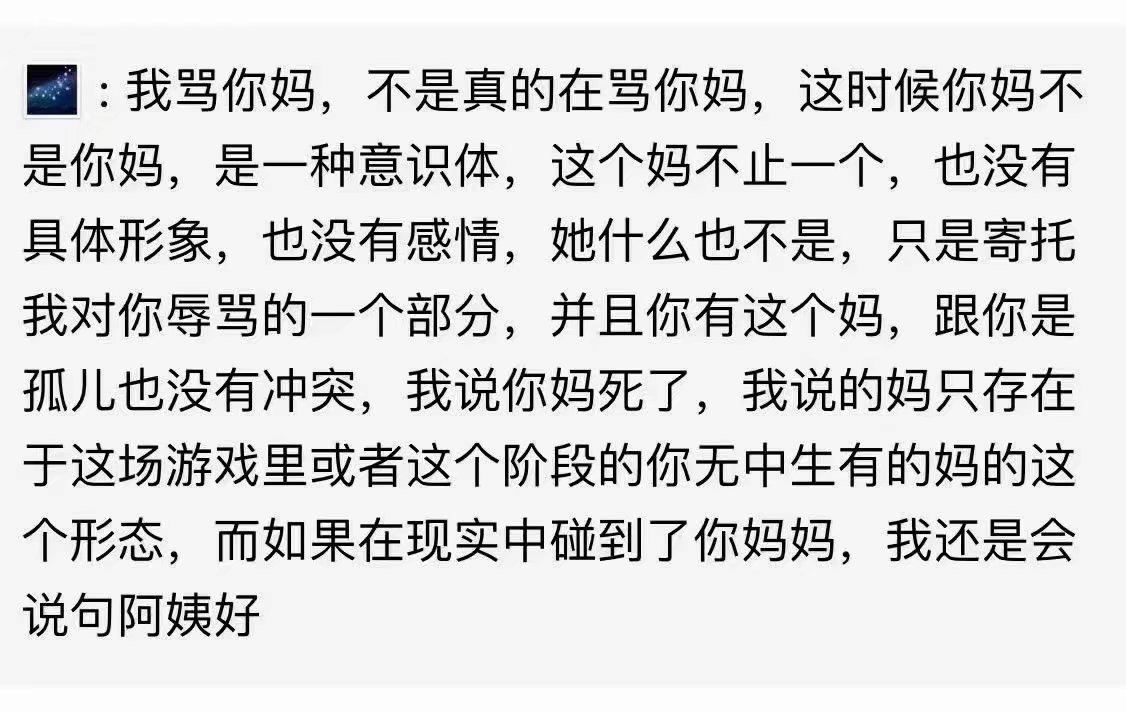 ：我骂你妈，不是真的在骂你妈，这时候你妈不
是你妈，是一种意识体，这个妈不止一个，也没有
具体形象，也没有感情，她什么也不是，只是寄托
我对你辱骂的一个部分，并且你有这个妈，跟你是
孤儿也没有冲突，我说你妈死了，我说的妈只存在
于这场游戏里或者这个阶段的你无中生有的妈的这
个形态，而如果在现实中碰到了你妈妈，我还是会
说句阿姨好